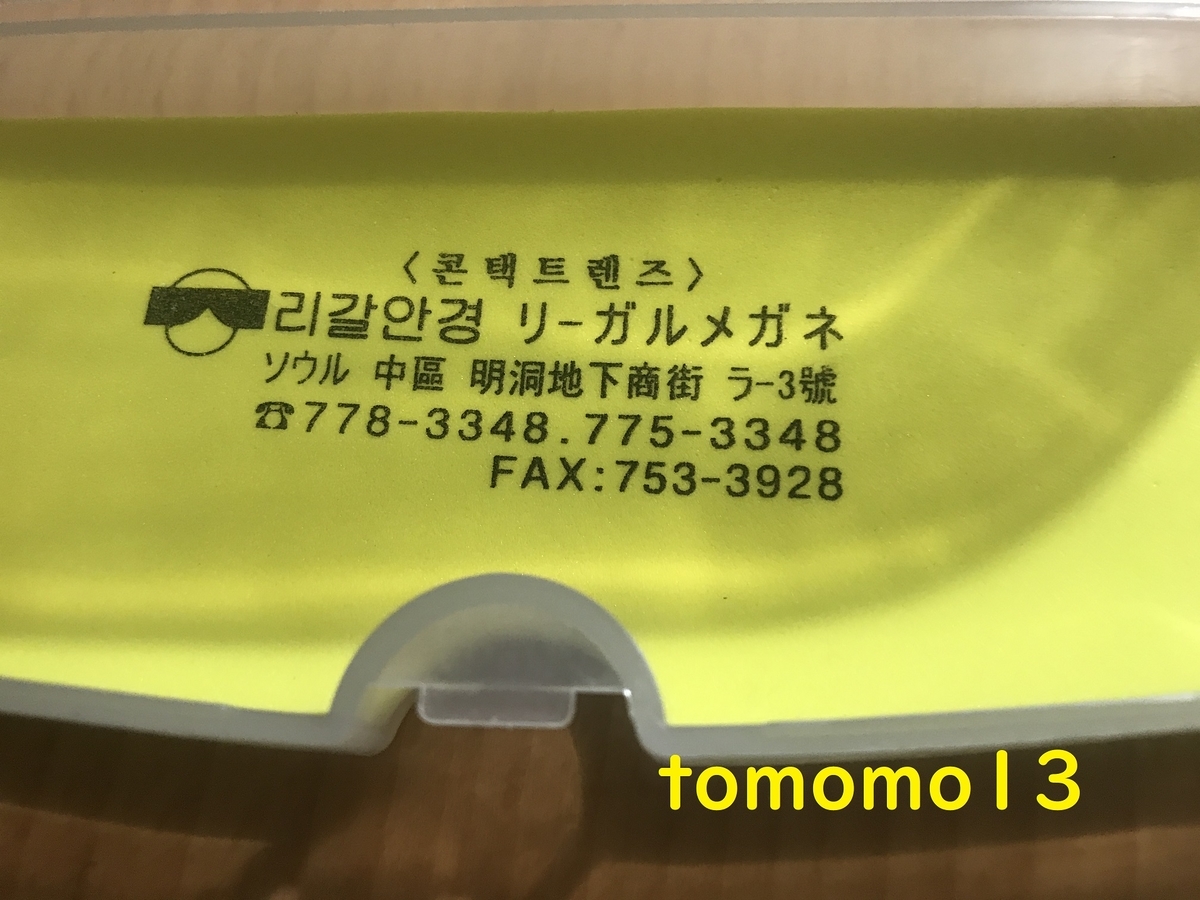 〈콘택트렌즈〉
리갈안경 リーガルメガネ
ソウル 中區 明洞地下商街 ラ-3號
☎778-3348.775-3348
FAX:753-3928
tomomo13